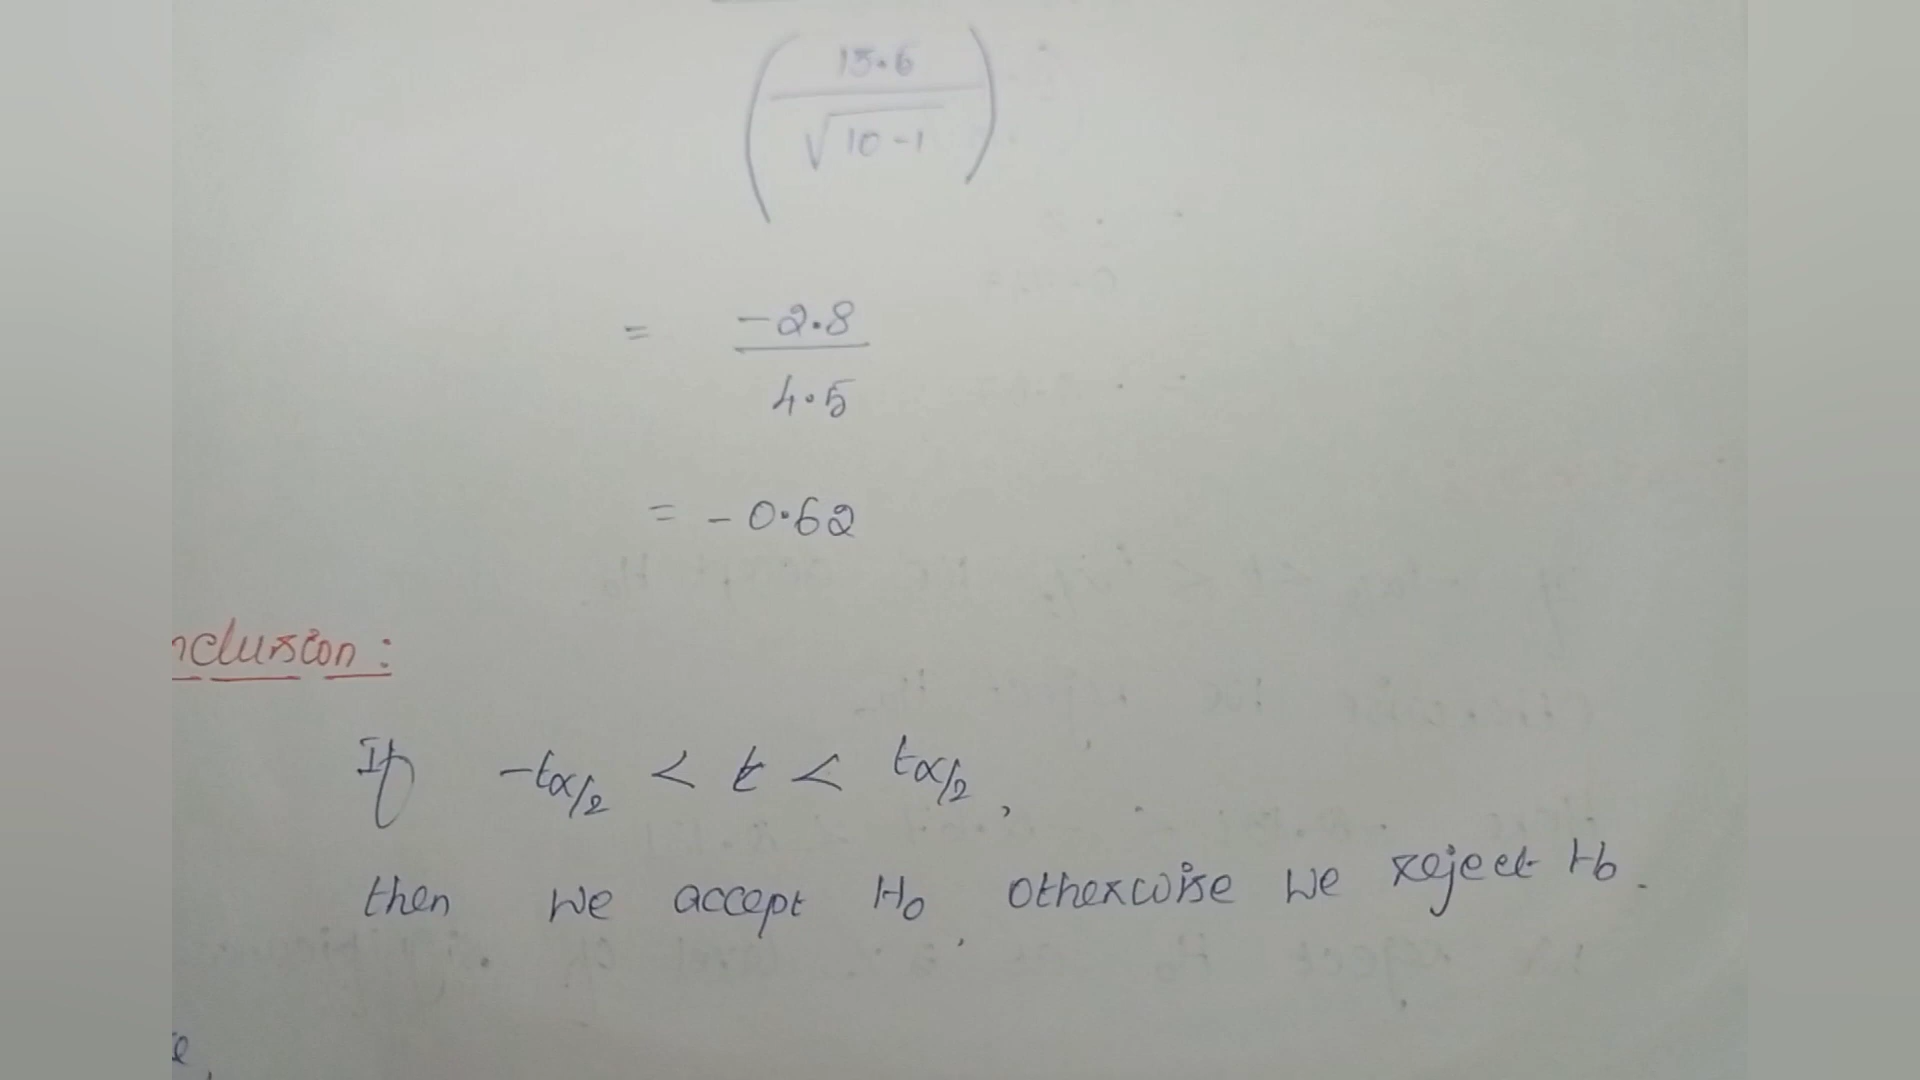 13.6
√10-1
= -2.8
4.5
= -0.62
nclusion:
If -tα/2 < t < tα/2,
then we accept H0, otherwise we reject H0.